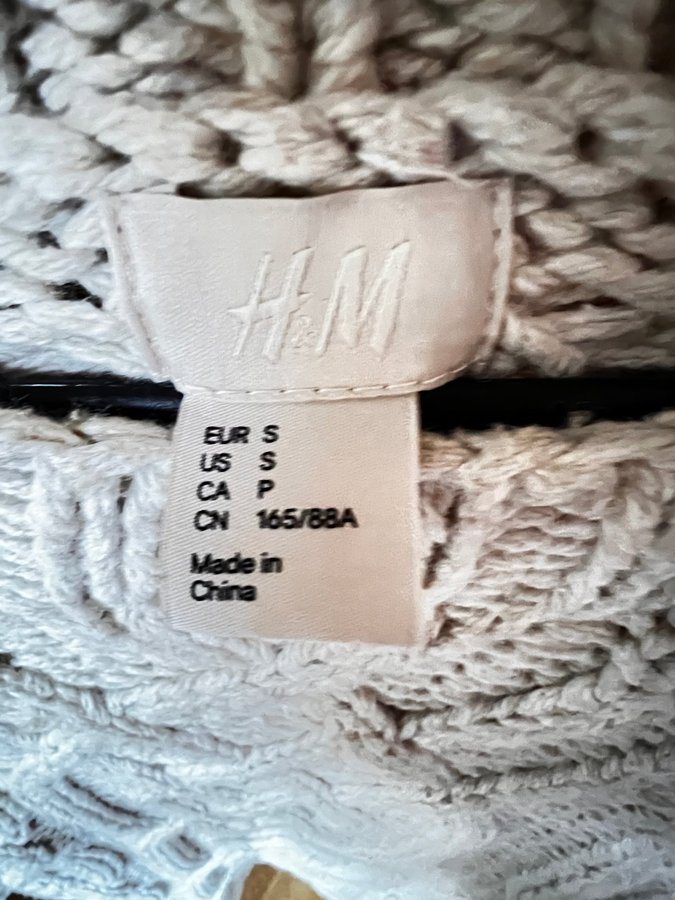 H&M
EUR S
US S
CA P
CN 165/88A
Made in
China